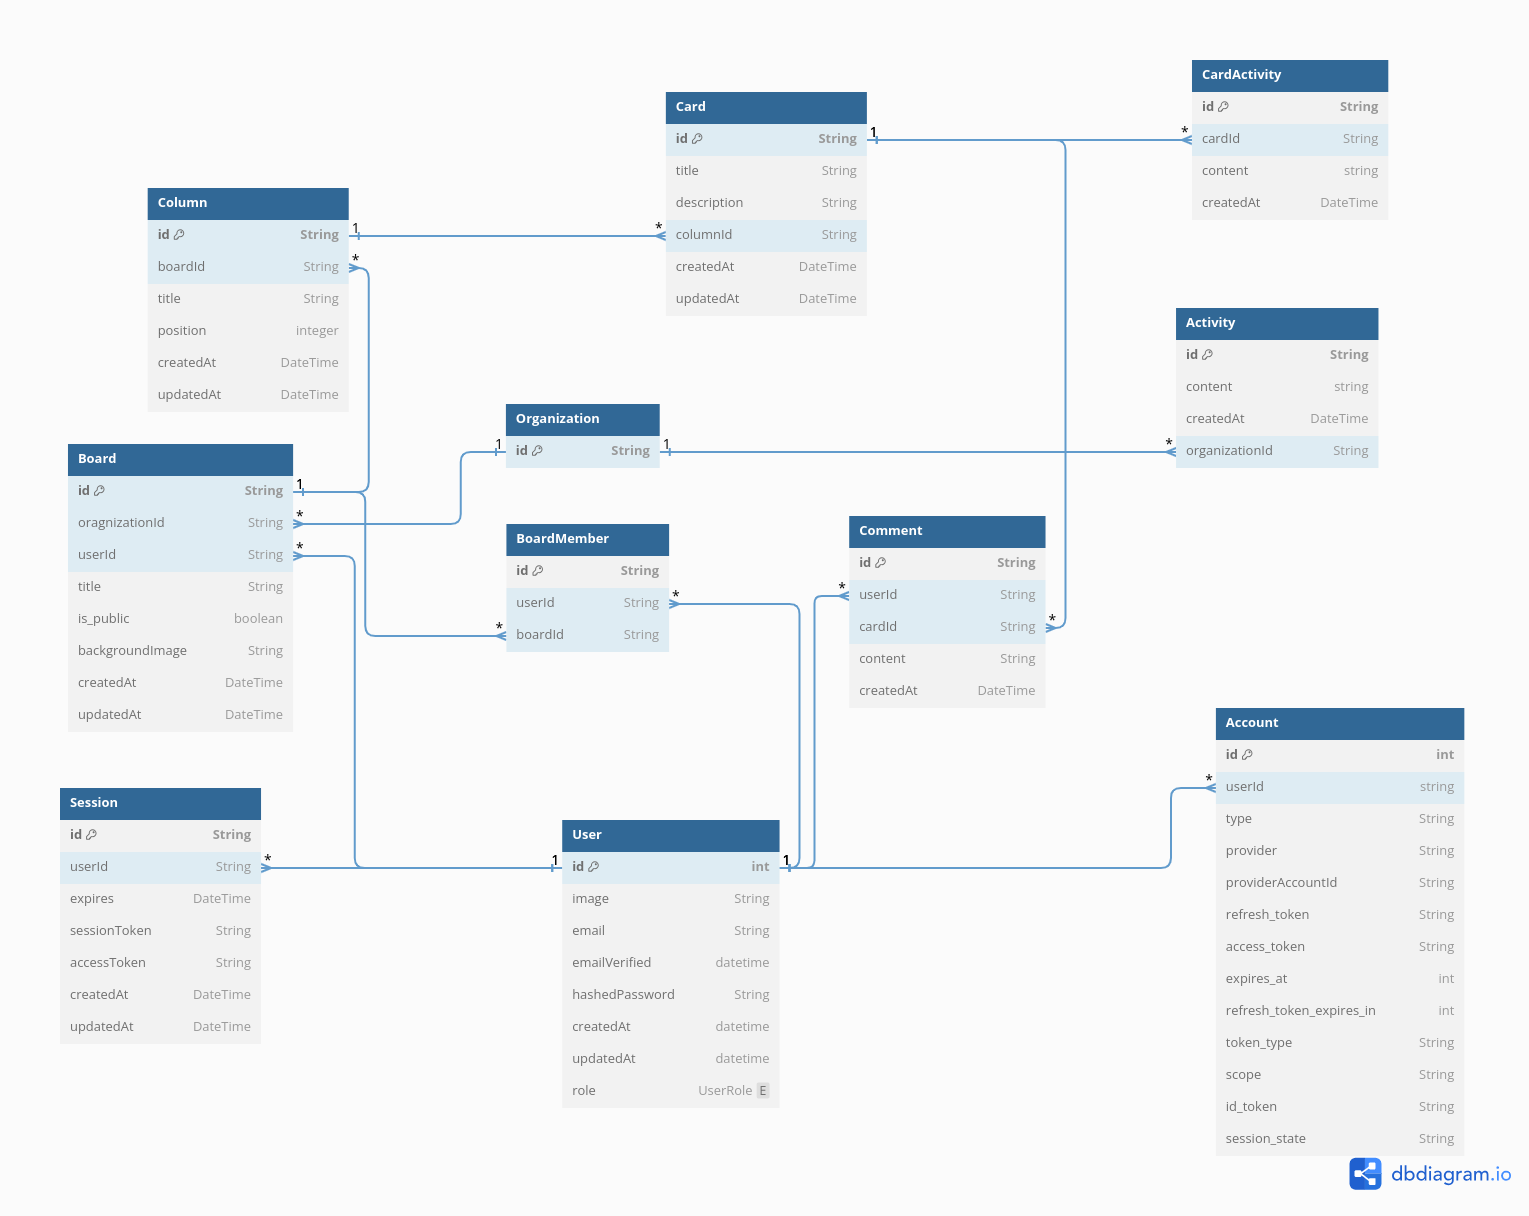 CardActivity
id String
cardId String
content string
createdAt DateTime
Card
id String
title String
description String
columnId String
createdAt DateTime
updatedAt DateTime
1
*
*
Column
id String
boardId String
title String
position integer
createdAt DateTime
updatedAt DateTime
1
*
Activity
id String
content string
createdAt DateTime
organizationId String
*
Organization
id String
1
1
Board
id String
oragnizationId String
userId String
title String
is_public boolean
backgroundImage String
createdAt DateTime
updatedAt DateTime
1
*
*
BoardMember
id String
userId String
boardId String
*
*
Comment
id String
userId String
cardId String
content String
createdAt DateTime
*
*
Account
id int
userId string
type String
provider String
providerAccountId String
refresh_token String
access_token String
expires_at int
refresh_token_expires_in int
token_type String
scope String
id_token String
session_state String
*
Session
id String
userId String
expires DateTime
sessionToken String
accessToken String
createdAt DateTime
updatedAt DateTime
*
User
id int
image String
email String
emailVerified datetime
hashedPassword String
createdAt datetime
updatedAt datetime
role UserRole E
1
1
dbdiagram.io